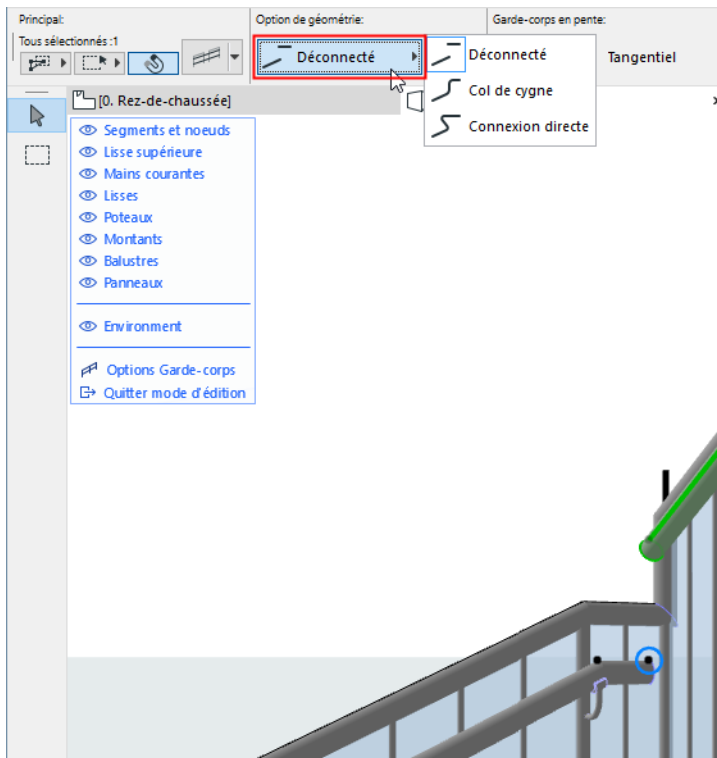 Principal:
Option de géométrie:
Garde-corps en pente:
Tous sélectionnés :1
Déconnecté
Déconnecté
Tangentiel
Col de cygne
Connexion directe
[0. Rez-de-chaussée]
Segments et noeuds
Lisse supérieure
Mains courantes
Lisses
Poteaux
Montants
Balustres
Panneaux
Environment
Options Garde-corps
Quitter mode d'édition